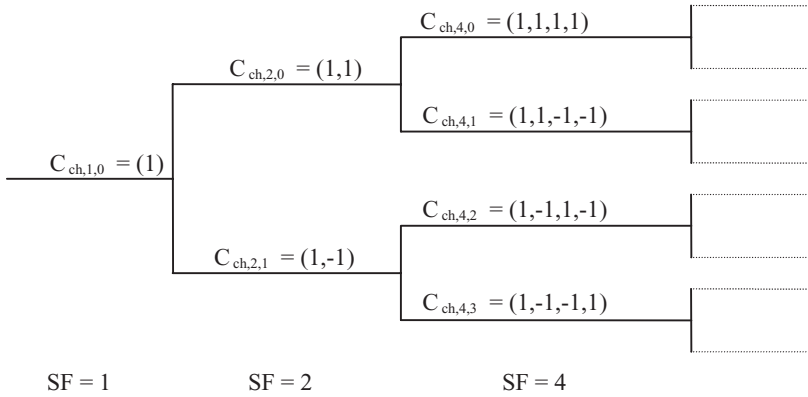 C ch,4,0 = (1,1,1,1)
C ch,2,0 = (1,1)
C ch,4,1 = (1,1,-1,-1)
C ch,1,0 = (1)
C ch,4,2 = (1,-1,1,-1)
C ch,2,1 = (1,-1)
C ch,4,3 = (1,-1,-1,1)
SF = 1 SF = 2 SF = 4